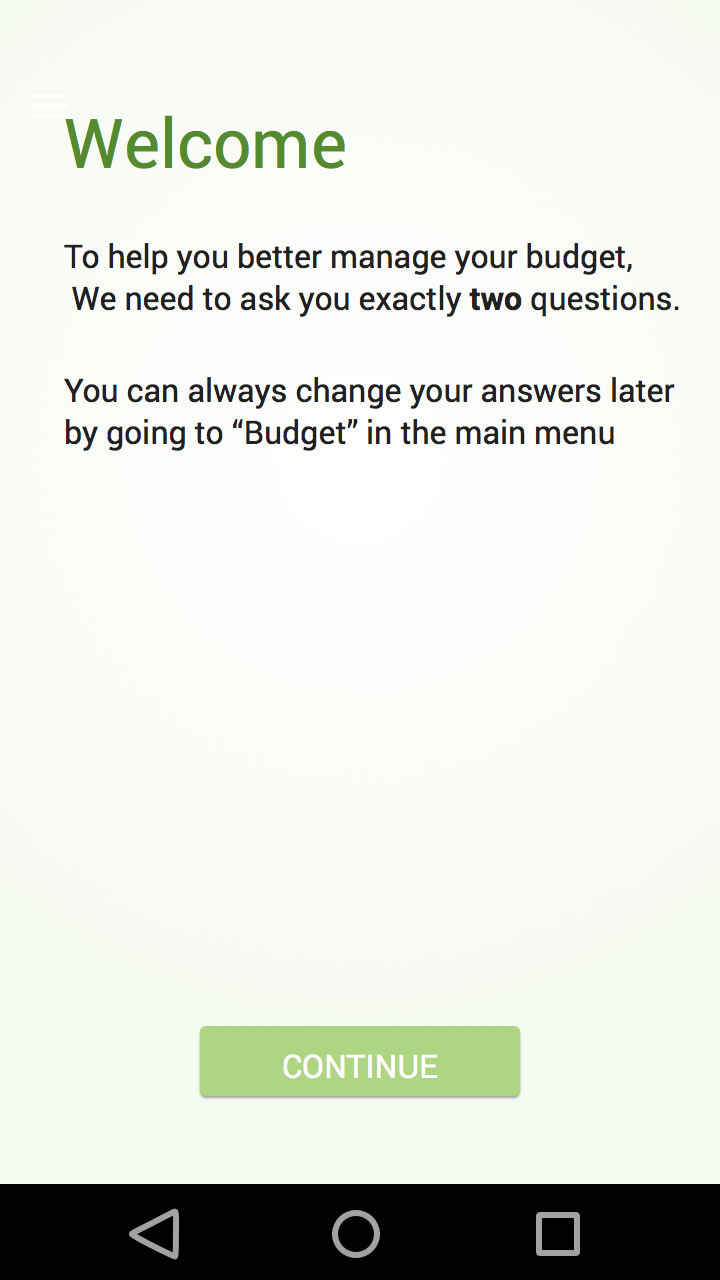 Welcome
To help you better manage your budget,
We need to ask you exactly two questions.
You can always change your answers later
by going to “Budget” in the main menu
CONTINUE